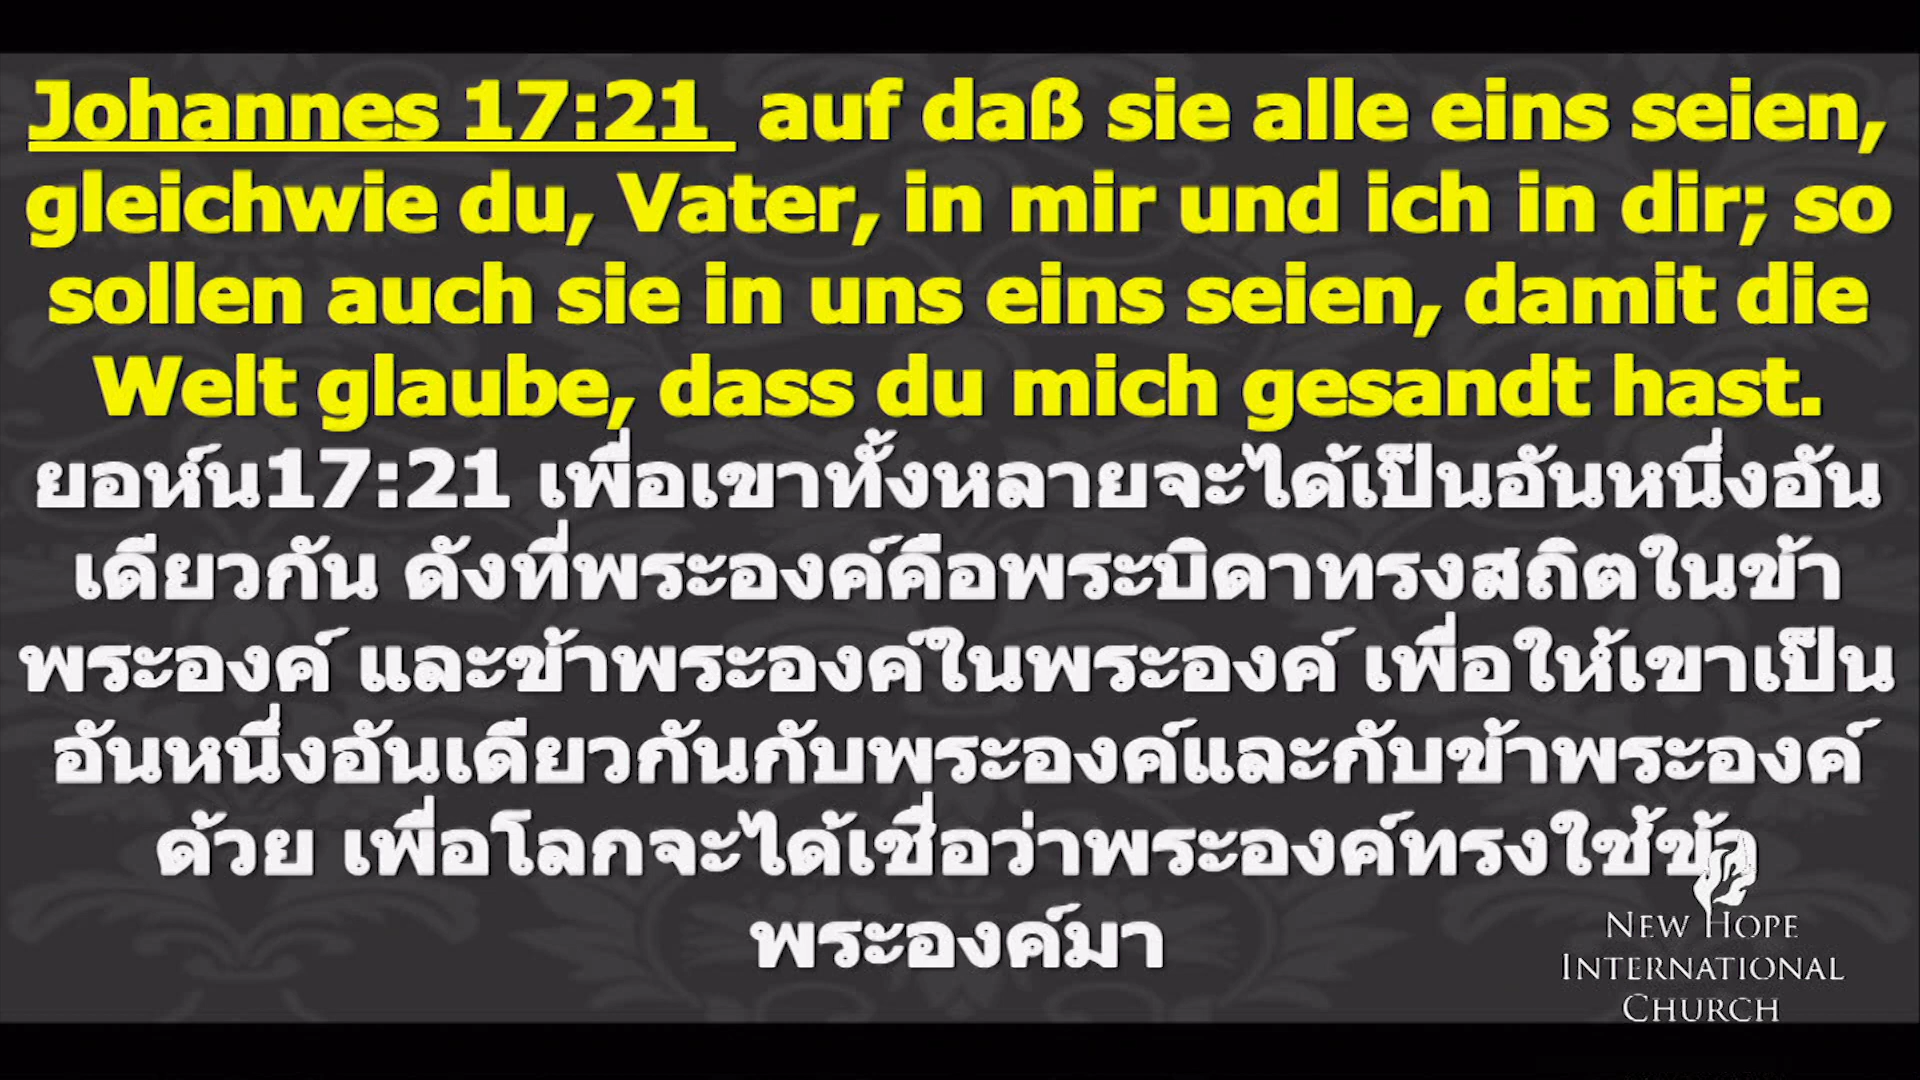 Johannes 17:21 auf daß sie alle eins seien,
gleichwie du, Vater, in mir und ich in dir; so
sollen auch sie in uns eins seien, damit die
Welt glaube, dass du mich gesandt hast.
ยอห์น17:21 เพื่อเขาทั้งหลายจะได้เป็นอันหนึ่งอัน
เดียวกัน ดังที่พระองค์คือพระบิดาทรงสถิตในข้า
พระองค์ และข้าพระองค์ในพระองค์ เพื่อให้เขาเป็น
อันหนึ่งอันเดียวกันกับพระองค์และกับข้าพระองค์
ด้วย เพื่อโลกจะได้เชื่อว่าพระองค์ทรงใช้ข้า
พระองค์มา
NEW HOPE
INTERNATIONAL
CHURCH